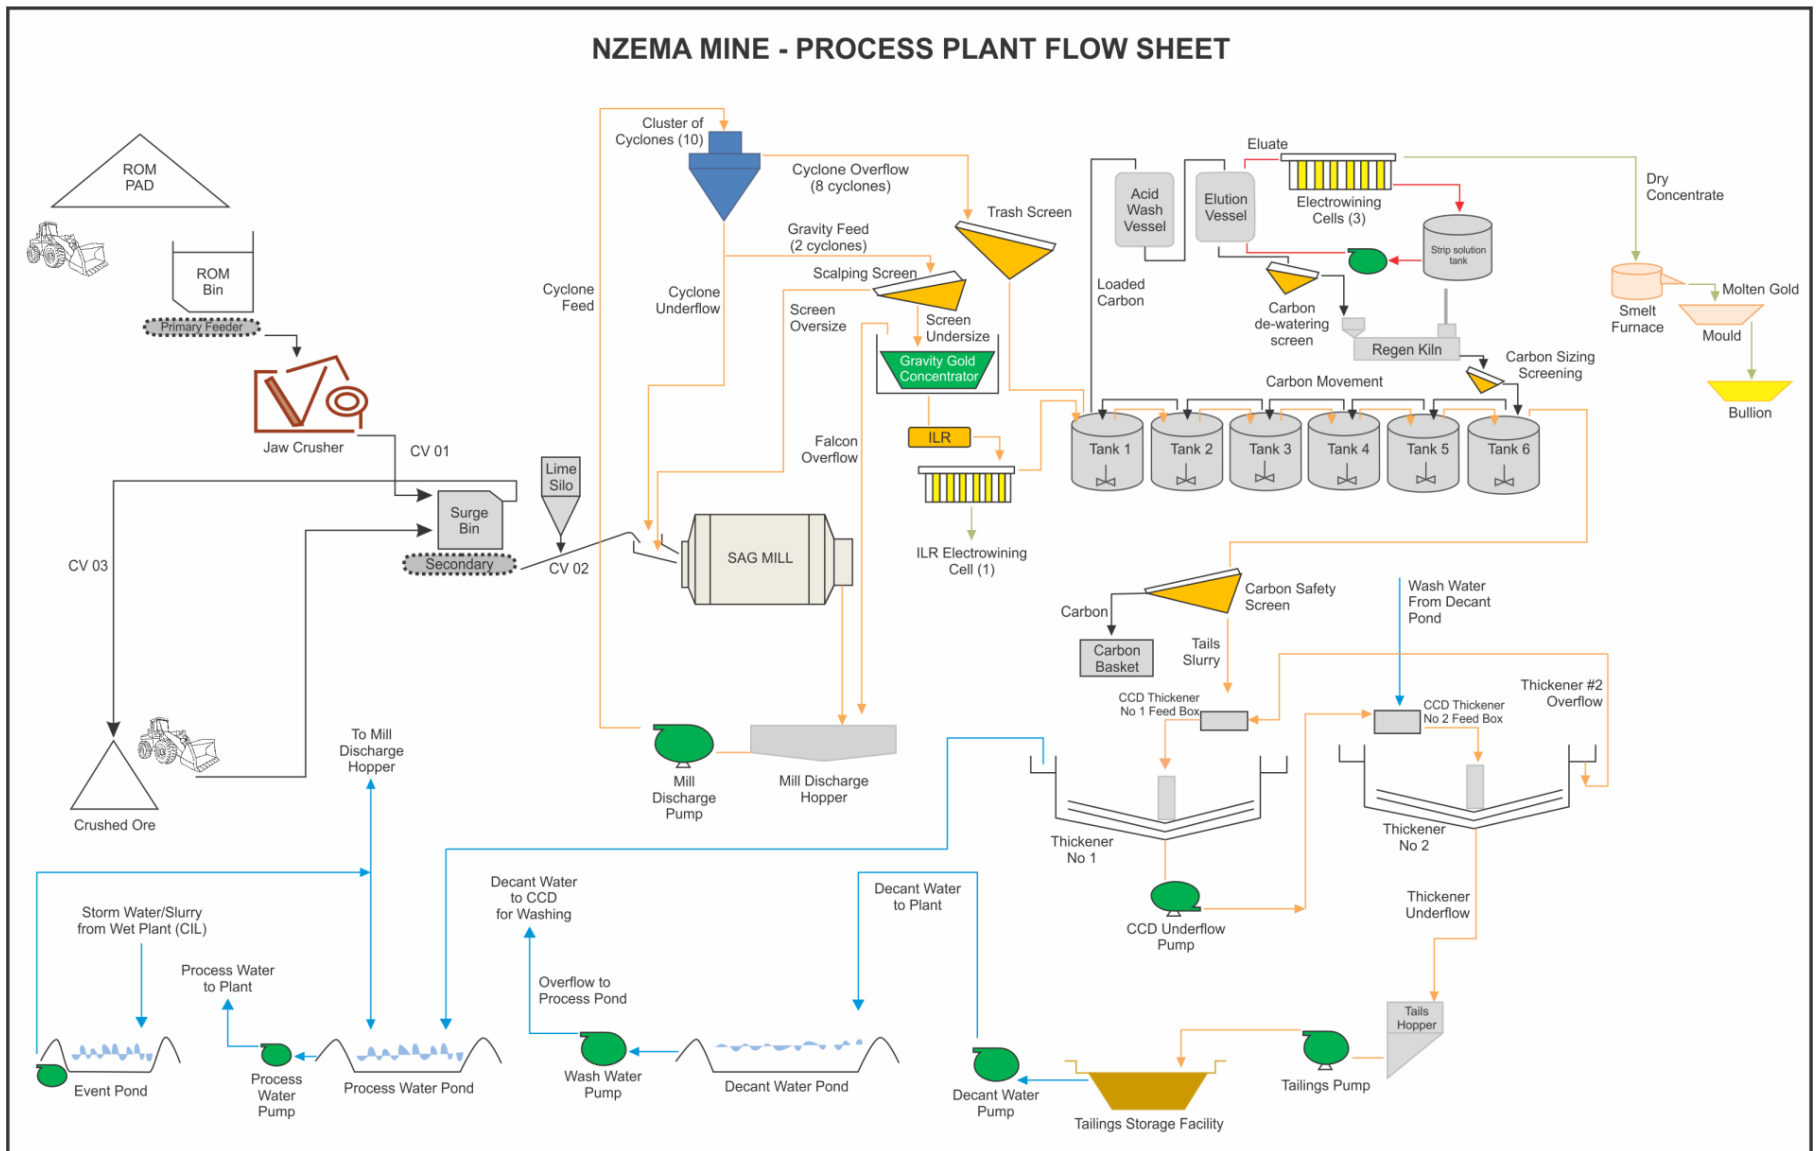 NZEMA MINE - PROCESS PLANT FLOW SHEET
ROM
PAD
ROM
Bin
Primary Feeder
Jaw Crusher
CV 01
CV 03
Surge
Bin
Secondary
Lime
Silo
CV 02
Crushed Ore
Cluster of
Cyclones (10)
Cyclone Overflow
(8 cyclones)
Gravity Feed
(2 cyclones)
Trash Screen
Scalping Screen
Cyclone
Feed
Cyclone
Underflow
Screen
Oversize
Screen
Undersize
Gravity Gold
Concentrator
ILR
Falcon
Overflow
ILR Electrowining
Cell (1)
SAG MILL
Mill
Discharge
Pump
Mill Discharge
Hopper
Loaded
Carbon
Acid
Wash
Vessel
Elution
Vessel
Eluate
Electrowining
Cells (3)
Strip solution
tank
Carbon
de-watering
screen
Regen Kiln
Carbon Sizing
Screening
Carbon Movement
Dry
Concentrate
Smelt
Furnace
Molten Gold
Mould
Bullion
Tank 1
Tank 2
Tank 3
Tank 4
Tank 5
Tank 6
Carbon Safety
Screen
Carbon
Carbon
Basket
Tails
Slurry
Wash Water
From Decant
Pond
CCD Thickener
No 1 Feed Box
CCD Thickener
No 2 Feed Box
Thickener #2
Overflow
Thickener
No 1
Thickener
No 2
CCD Underflow
Pump
Thickener
Underflow
Tails
Hopper
Tailings Pump
Tailings Storage Facility
Decant Water
Pump
Decant Water
to Plant
Decant Water Pond
Wash Water
Pump
Decant Water
to CCD
for Washing
Overflow to
Process Pond
To Mill
Discharge
Hopper
Process Water Pond
Process
Water
Pump
Process Water
to Plant
Storm Water/Slurry
from Wet Plant (CIL)
Event Pond